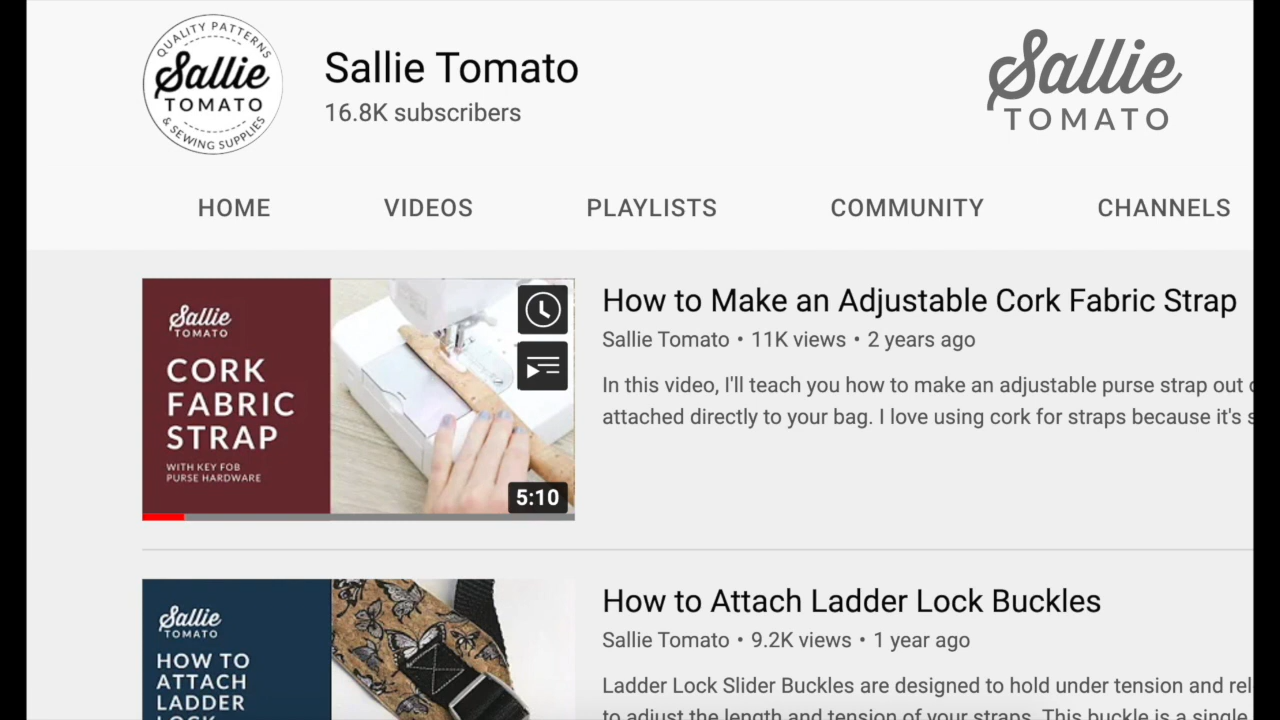 QUALITY PATTERNS
Sallie
TOMATO
& SEWING SUPPLIES
Sallie Tomato
16.8K subscribers
Sallie
TOMATO
HOME
VIDEOS
PLAYLISTS
COMMUNITY
CHANNELS
Sallie
TOMATO
CORK
FABRIC
STRAP
WITH KEY FOB
PURSE HARDWARE
5:10
How to Make an Adjustable Cork Fabric Strap
Sallie Tomato • 11K views • 2 years ago
In this video, I'll teach you how to make an adjustable purse strap out
attached directly to your bag. I love using cork for straps because it's
Sallie
TOMATO
HOW TO
ATTACH
LADDER
LOCK
How to Attach Ladder Lock Buckles
Sallie Tomato • 9.2K views • 1 year ago
Ladder Lock Slider Buckles are designed to hold under tension and rel
to adjust the length and tension of your straps. This buckle is a single